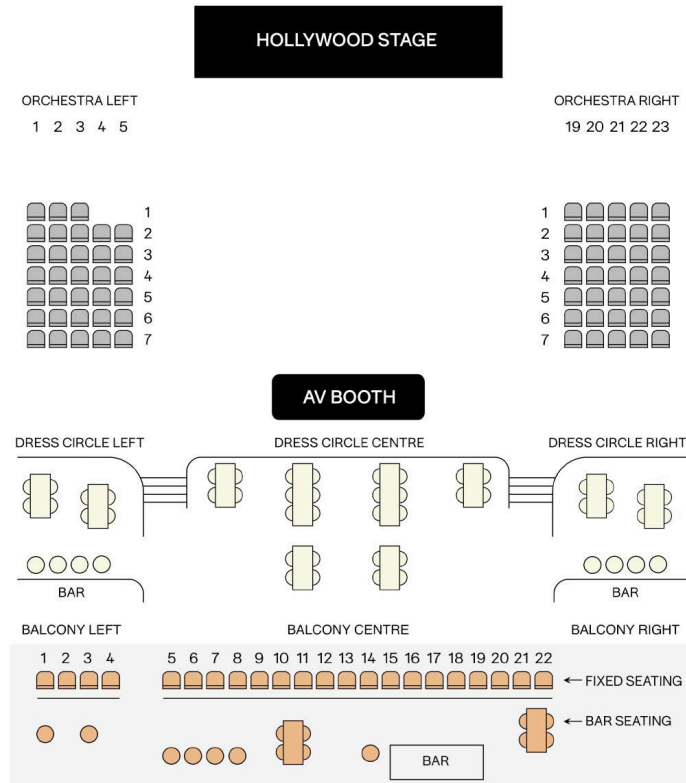 HOLLYWOOD STAGE
ORCHESTRA LEFT
1 2 3 4 5
ORCHESTRA RIGHT
19 20 21 22 23
1
2
3
4
5
6
7
1
2
3
4
5
6
7
AV BOOTH
DRESS CIRCLE LEFT
DRESS CIRCLE CENTRE
DRESS CIRCLE RIGHT
BAR
BAR
BALCONY LEFT
BALCONY CENTRE
BALCONY RIGHT
1 2 3 4
5 6 7 8 9 10 11 12 13 14 15 16 17 18 19 20 21 22
← FIXED SEATING
← BAR SEATING
BAR